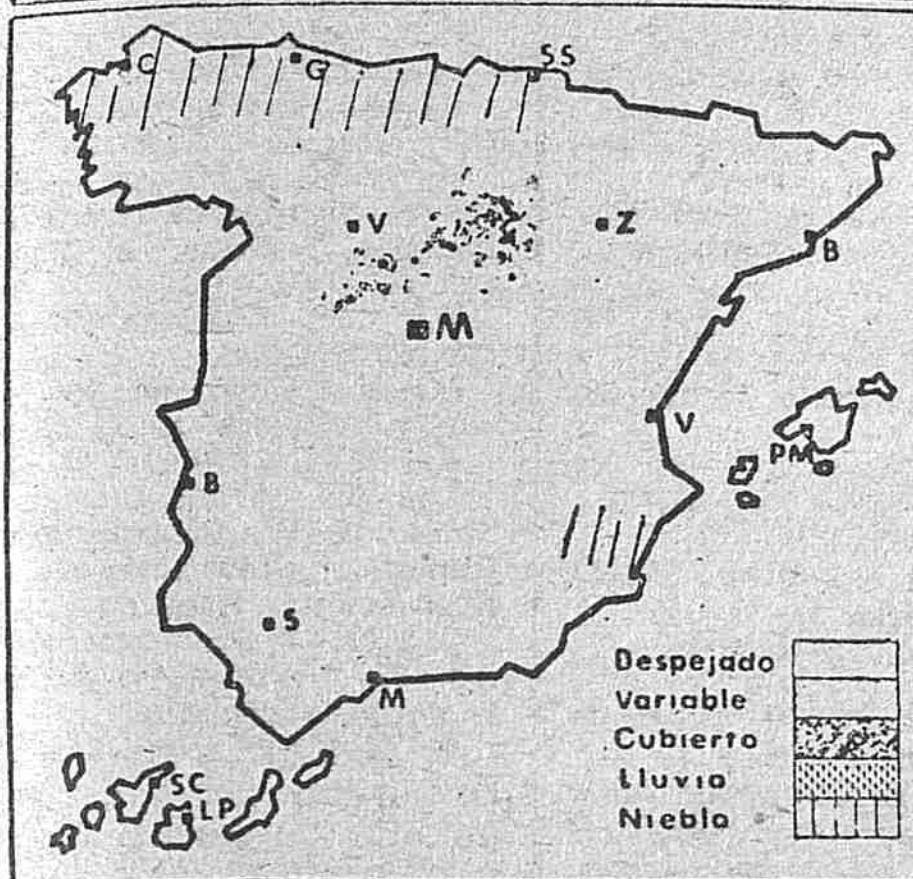 C
G
SS
V
Z
B
M
V
PM
B
S
M
SC
LP
Despejado
Variable
Cubierto
Lluvia
Niebla